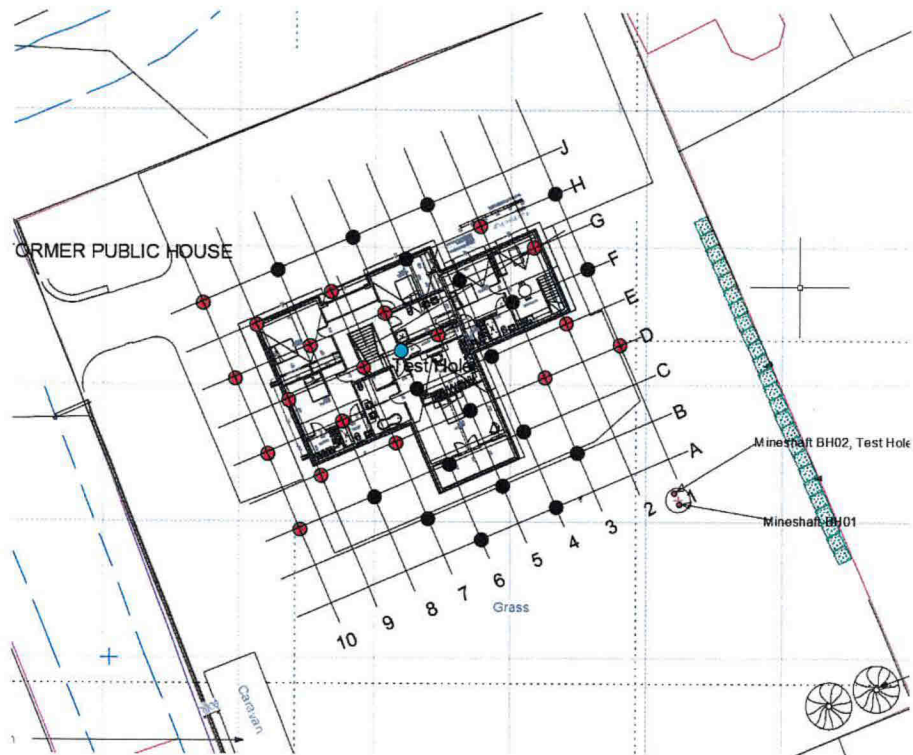 J
H
G
F
E
D
C
B
A
ORMER PUBLIC HOUSE
Test Hole
Mineshaft BH02, Test Hole
Mineshaft BH01
1
2
3
4
5
6
7
8
9
10
Grass
Caravan